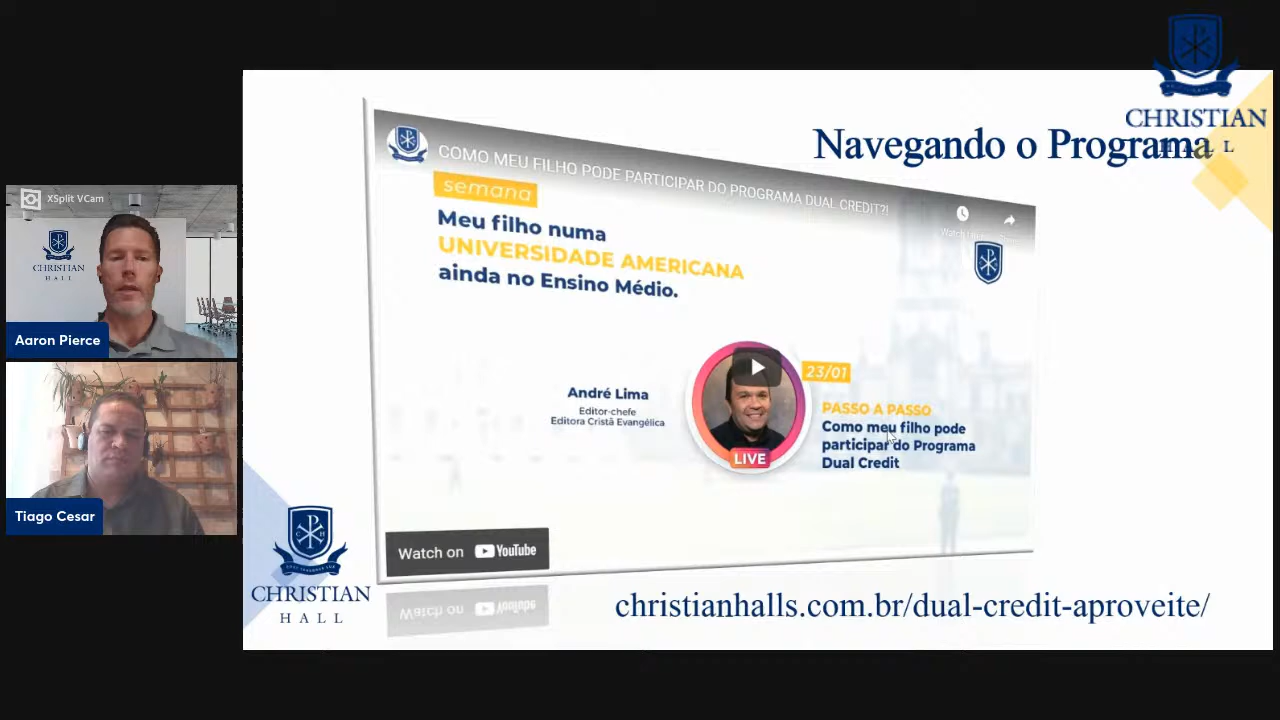 XSplit VCam
CHRISTIAN
HALL
Aaron Pierce
Tiago Cesar
CHRISTIAN
HALL
Navegando o Programa
COMO MEU FILHO PODE PARTICIPAR DO PROGRAMA DUAL CREDIT?!
semana
Meu filho numa
UNIVERSIDADE AMERICANA
ainda no Ensino Médio.
André Lima
Editor-chefe
Editora Cristã Evangélica
LIVE
23/01
PASSO A PASSO
Como meu filho pode
participar do Programa
Dual Credit
Watch on YouTube
Watch on YouTube
CHRISTIAN
HALL
christianhalls.com.br/dual-credit-aproveite/